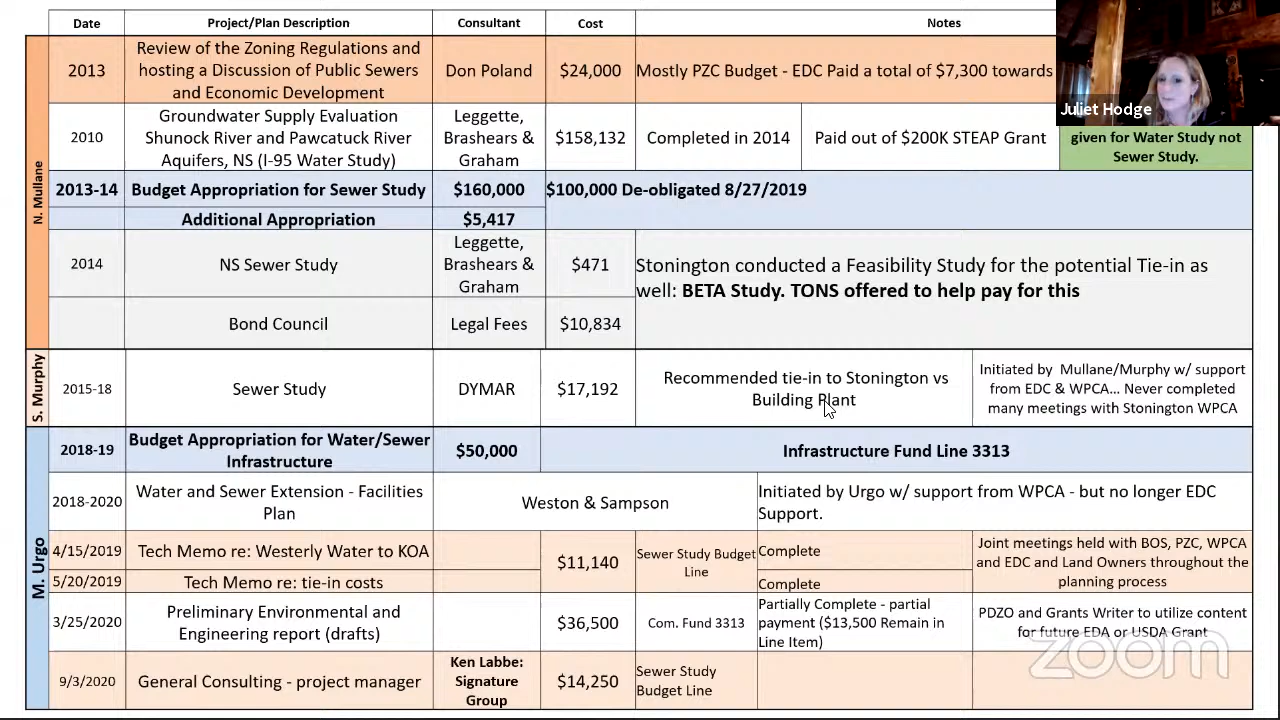 Date Project/Plan Description Consultant Cost Notes
Review of the Zoning Regulations and
2013 hosting a Discussion of Public Sewers Don Poland $24,000 Mostly PZC Budget - EDC Paid a total of $7,300 towards
and Economic Development
Juliet Hodge
N. Mullane
Groundwater Supply Evaluation Leggette,
2010 Shunock River and Pawcatuck River Brashears & $158,132 Completed in 2014 Paid out of $200K STEAP Grant given for Water Study not
Aquifers, NS (I-95 Water Study) Graham Sewer Study.
2013-14 Budget Appropriation for Sewer Study $160,000 $100,000 De-obligated 8/27/2019
Additional Appropriation $5,417
Leggette,
2014 NS Sewer Study Brashears & $471 Stonington conducted a Feasibility Study for the potential Tie-in as
Graham well: BETA Study. TONS offered to help pay for this
Bond Council Legal Fees $10,834
S. Murphy
2015-18 Sewer Study DYMAR $17,192 Recommended tie-in to Stonington vs
Building Plant
Initiated by Mullane/Murphy w/ support
from EDC & WPCA... Never completed
many meetings with Stonington WPCA
M. Urgo
2018-19 Budget Appropriation for Water/Sewer $50,000 Infrastructure Fund Line 3313
Infrastructure
2018-2020 Water and Sewer Extension - Facilities Weston & Sampson Initiated by Urgo w/ support from WPCA - but no longer EDC
Plan Support.
4/15/2019 Tech Memo re: Westerly Water to KOA $11,140 Sewer Study Budget Complete
Line
5/20/2019 Tech Memo re: tie-in costs Complete
Joint meetings held with BOS, PZC, WPCA
and EDC and Land Owners throughout the
planning process
3/25/2020 Preliminary Environmental and $36,500 Com. Fund 3313 Partially Complete - partial
Engineering report (drafts) payment ($13,500 Remain in
Line Item)
PDZO and Grants Writer to utilize content
for future EDA or USDA Grant
9/3/2020 General Consulting - project manager Ken Labbe: $14,250 Sewer Study
Signature Budget Line
Group
zoom